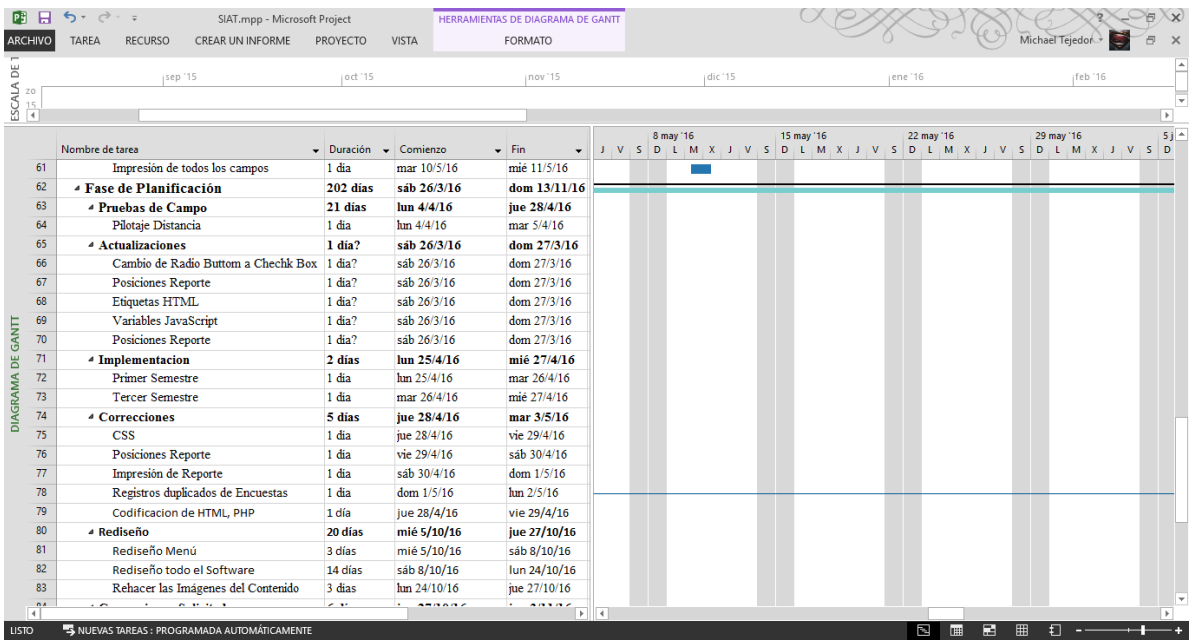 SIAT.mpp - Microsoft Project
HERRAMIENTAS DE DIAGRAMA DE GANTT
?
ARCHIVO TAREA RECURSO CREAR UN INFORME PROYECTO VISTA FORMATO
Michael Tejedor
ESCALA DE T
sep '15 oct '15 nov '15 dic '15 ene '16 feb '16
zo
15
8 may '16 15 may '16 22 may '16 29 may '16 5 j
Nombre de tarea Duración Comienzo Fin
J V S D L M X J V S D L M X J V S D L M X J V S D L M X J V S D
61 Impresión de todos los campos 1 dia mar 10/5/16 mié 11/5/16
62 Fase de Planificación 202 días sáb 26/3/16 dom 13/11/16
63 Pruebas de Campo 21 días lun 4/4/16 jue 28/4/16
64 Pilotaje Distancia 1 dia lun 4/4/16 mar 5/4/16
65 Actualizaciones 1 día? sáb 26/3/16 dom 27/3/16
66 Cambio de Radio Buttom a Chechk Box 1 dia? sáb 26/3/16 dom 27/3/16
67 Posiciones Reporte 1 dia? sáb 26/3/16 dom 27/3/16
68 Etiquetas HTML 1 dia? sáb 26/3/16 dom 27/3/16
69 Variables JavaScript 1 dia? sáb 26/3/16 dom 27/3/16
70 Posiciones Reporte 1 dia? sáb 26/3/16 dom 27/3/16
71 Implementacion 2 días lun 25/4/16 mié 27/4/16
72 Primer Semestre 1 dia lun 25/4/16 mar 26/4/16
73 Tercer Semestre 1 dia mar 26/4/16 mié 27/4/16
74 Correcciones 5 días jue 28/4/16 mar 3/5/16
75 CSS 1 dia jue 28/4/16 vie 29/4/16
76 Posiciones Reporte 1 dia vie 29/4/16 sáb 30/4/16
77 Impresión de Reporte 1 dia sáb 30/4/16 dom 1/5/16
78 Registros duplicados de Encuestas 1 dia dom 1/5/16 lun 2/5/16
79 Codificacion de HTML, PHP 1 día jue 28/4/16 vie 29/4/16
80 Rediseño 20 días mié 5/10/16 jue 27/10/16
81 Rediseño Menú 3 días mié 5/10/16 sáb 8/10/16
82 Rediseño todo el Software 14 días sáb 8/10/16 lun 24/10/16
83 Rehacer las Imágenes del Contenido 3 dias lun 24/10/16 jue 27/10/16
DIAGRAMA DE GANTT
LISTO NUEVAS TAREAS : PROGRAMADA AUTOMÁTICAMENTE